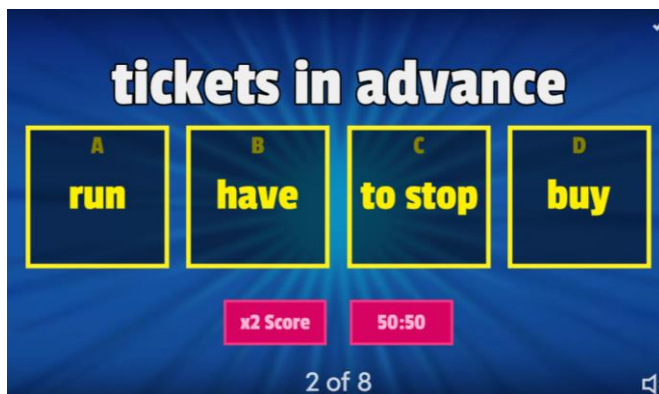 tickets in advance
A B C D
run have to stop buy
x2 Score 50:50
2 of 8